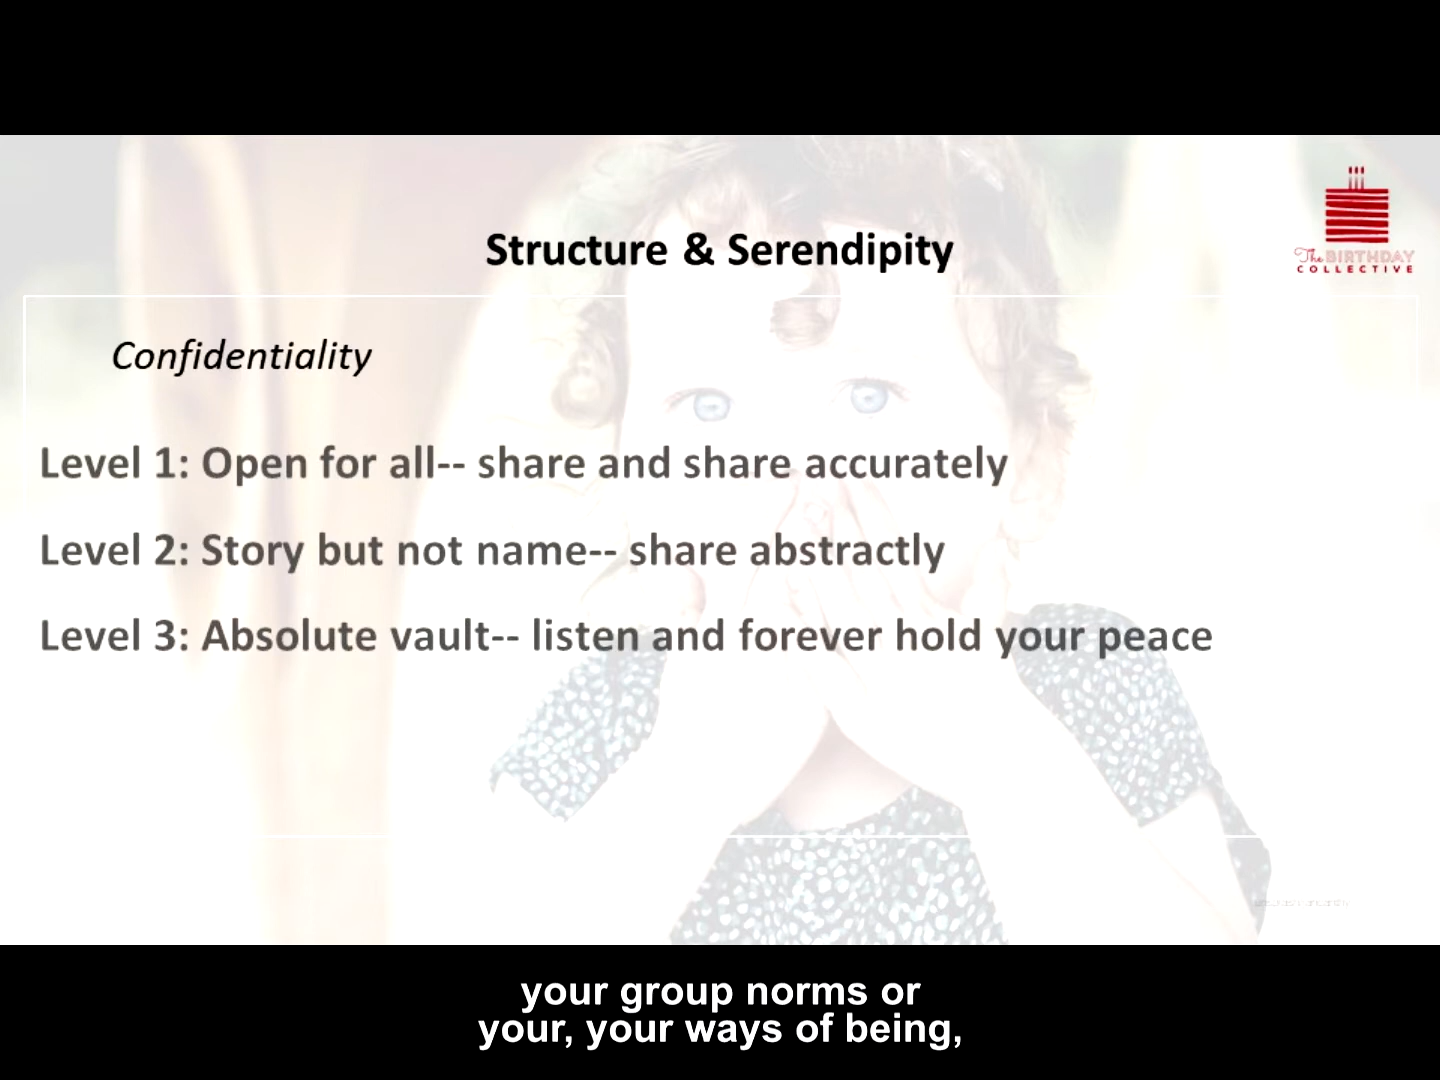 Structure & Serendipity
The BIRTHDAY
COLLECTIVE
Confidentiality
Level 1: Open for all-- share and share accurately
Level 2: Story but not name-- share abstractly
Level 3: Absolute vault-- listen and forever hold your peace
your group norms or
your, your ways of being,